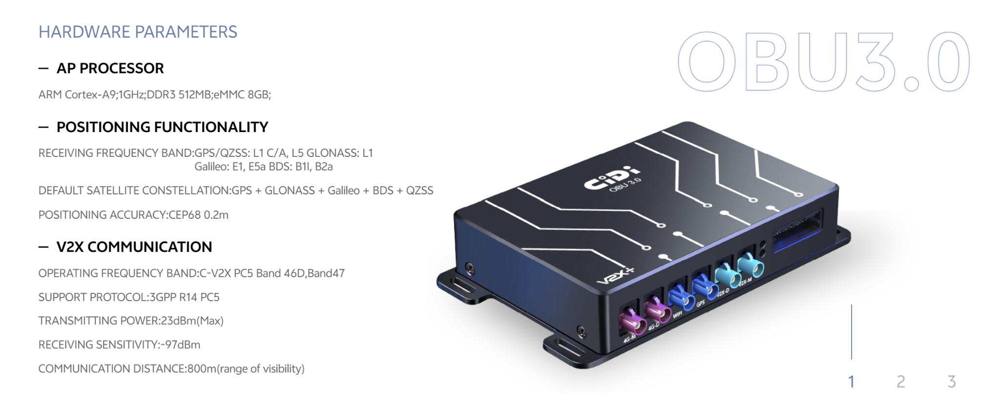 HARDWARE PARAMETERS
OBU3.0
— AP PROCESSOR
ARM Cortex-A9;1GHz;DDR3 512MB;eMMC 8GB;
— POSITIONING FUNCTIONALITY
RECEIVING FREQUENCY BAND:GPS/QZSS: L1 C/A, L5 GLONASS: L1
Galileo: E1, E5a BDS: B1I, B2a
DEFAULT SATELLITE CONSTELLATION:GPS + GLONASS + Galileo + BDS + QZSS
POSITIONING ACCURACY:CEP68 0.2m
— V2X COMMUNICATION
OPERATING FREQUENCY BAND:C-V2X PC5 Band 46D,Band47
SUPPORT PROTOCOL:3GPP R14 PC5
TRANSMITTING POWER:23dBm(Max)
RECEIVING SENSITIVITY:-97dBm
COMMUNICATION DISTANCE:800m(range of visibility)
CiDi
OBU 3.0
V2X+
4G-M
4G-D
WIFI
GPS
V2X-D
V2X-M
1 2 3